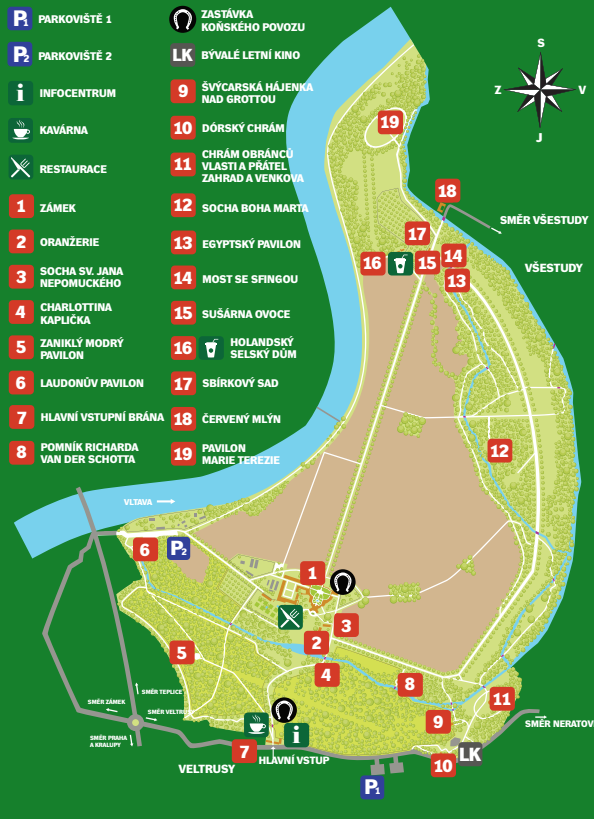 P1 PARKOVIŠTĚ 1
P2 PARKOVIŠTĚ 2
i INFOCENTRUM
KAVÁRNA
RESTAURACE
1 ZÁMEK
2 ORANŽERIE
3 SOCHA SV. JANA
NEPOMUCKÉHO
4 CHARLOTTINA
KAPLIČKA
5 ZANIKLÝ MODRÝ
PAVILON
6 LAUDONŮV PAVILON
7 HLAVNÍ VSTUPNÍ BRÁNA
8 POMNÍK RICHARDA
VAN DER SCHOTTA
ZASTÁVKA
KOŇSKÉHO POVOZU
LK BÝVALÉ LETNÍ KINO
9 ŠVÝCARSKÁ HÁJENKA
NAD GROTTOU
10 DÓRSKÝ CHRÁM
11 CHRÁM OBRÁNCŮ
VLASTI A PŘÁTEL
ZAHRAD A VENKOVA
12 SOCHA BOHA MARTA
13 EGYPTSKÝ PAVILON
14 MOST SE SFINGOU
15 SUŠÁRNA OVOCE
16 HOLANDSKÝ
SELSKÝ DŮM
17 SBÍRKOVÝ SAD
18 ČERVENÝ MLÝN
19 PAVILON
MARIE TEREZIE
S
Z V
J
19
18
SMĚR VŠESTUDY
17
16 15 14
13
VŠESTUDY
12
VLTAVA
6 P2
1
3
2
5
4
8
11
9
SMĚR TEPLICE
SMĚR ZÁMEK
SMĚR VELTRUSY
SMĚR PRAHA
A KRALUPY
i
7 HLAVNÍ VSTUP
VELTRUSY
SMĚR NERATOV
LK
10
P1